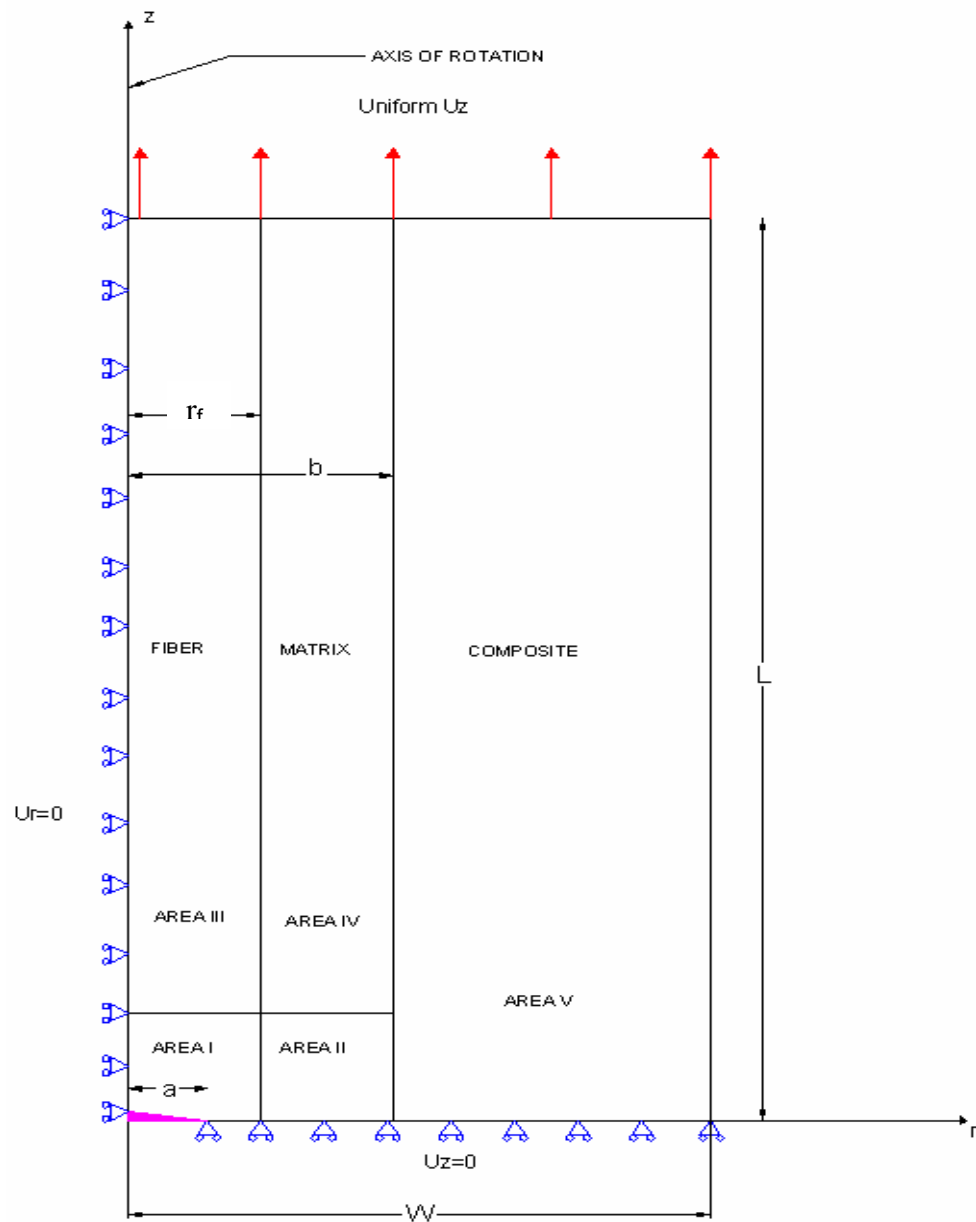 z
AXIS OF ROTATION
Uniform Uz
rf
b
FIBER
MATRIX
COMPOSITE
L
Ur=0
AREA III
AREA IV
AREA V
AREA I
AREA II
a
r
Uz=0
W